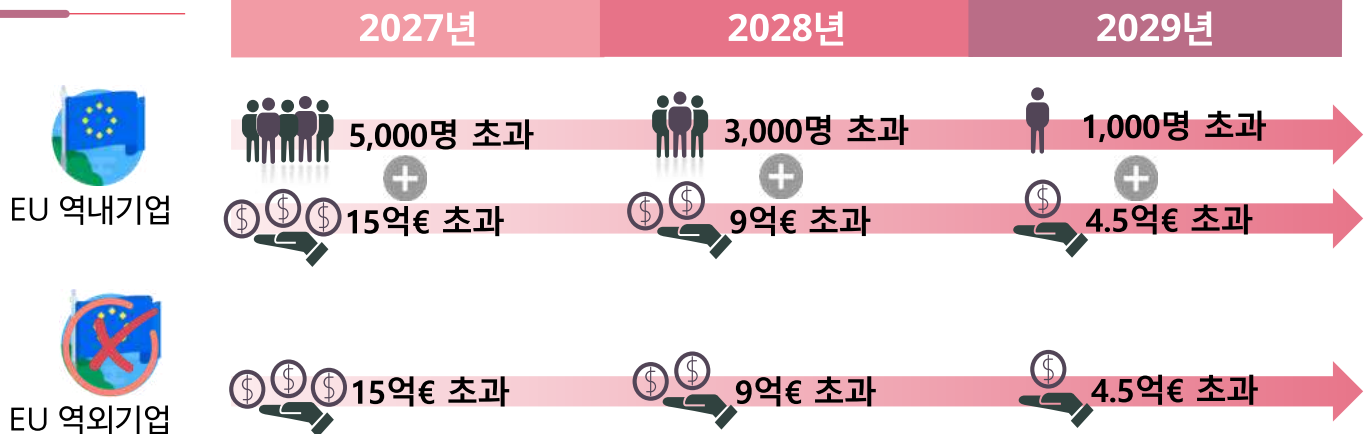 2027년 2028년 2029년
5,000명 초과 3,000명 초과 1,000명 초과
EU 역내기업
15억€ 초과 9억€ 초과 4.5억€ 초과
15억€ 초과 9억€ 초과 4.5억€ 초과
EU 역외기업